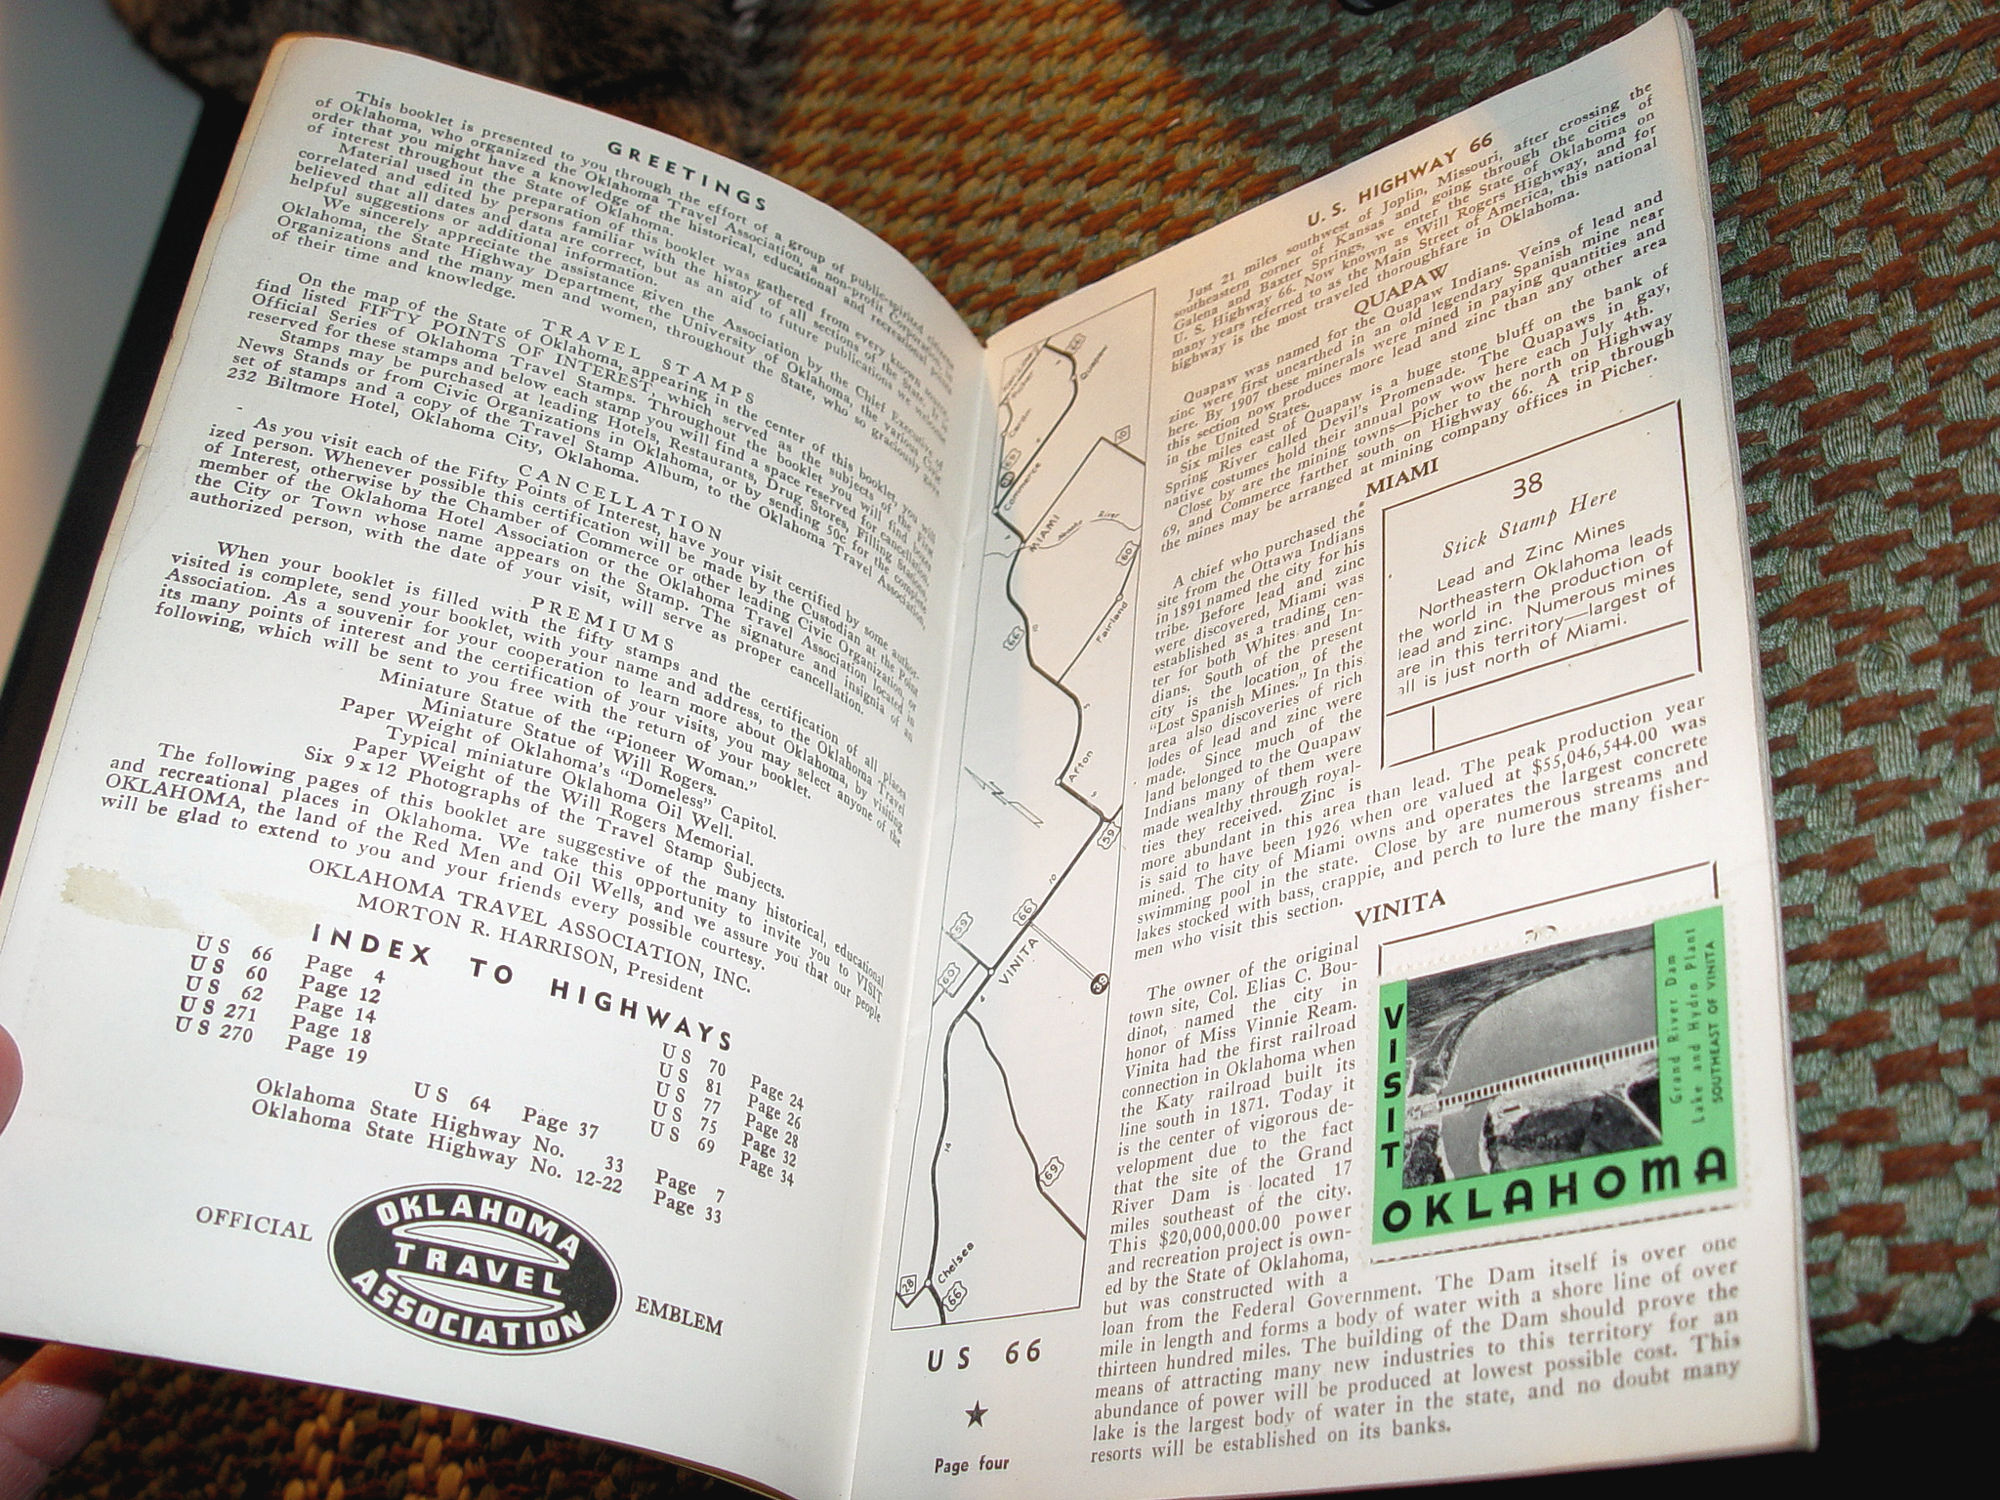 GREETINGS
This booklet is presented to you through the effort of a group of public-spirited citizens
of Oklahoma, who organized the Oklahoma Travel Association, a non-profit Corporation, in
order that you might have a knowledge of the historical, educational and recreational points
of interest throughout the State of Oklahoma.
Material used in the preparation of this booklet was gathered from every known source,
correlated and edited by persons familiar with the history of all sections of the State. It is
believed that all dates and data are correct, but as an aid to future publications we welcome
helpful suggestions or additional information.
We sincerely appreciate the assistance given the Association by the Chief Executive of
Oklahoma, the State Highway Department, the University of Oklahoma, the various Civic
Organizations and the many men and women, throughout the State, who so graciously gave
of their time and knowledge.
TRAVEL STAMPS
On the map of the State of Oklahoma, appearing in the center of this booklet, you will
find listed FIFTY POINTS OF INTEREST, which served as the subjects of the First
Official Series of Oklahoma Travel Stamps. Throughout the booklet you will find boxes
reserved for these stamps and below each stamp you will find a space reserved for cancellation.
Stamps may be purchased at leading Hotels, Restaurants, Drug Stores, Filling Stations,
News Stands or from Civic Organizations in Oklahoma, or by sending 50c for the complete
set of stamps and a copy of the Travel Stamp Album, to the Oklahoma Travel Association,
232 Biltmore Hotel, Oklahoma City, Oklahoma.
CANCELLATION
As you visit each of the Fifty Points of Interest, have your visit certified by some author-
ized person. Whenever possible this certification will be made by the Custodian at the Point
of Interest, otherwise by the Chamber of Commerce or other leading Civic Organization or
member of the Oklahoma Hotel Association or the Oklahoma Travel Association located in
the City or Town whose name appears on the Stamp. The signature and insignia of an
authorized person, with the date of your visit, will serve as proper cancellation.
PREMIUMS
When your booklet is filled with the fifty stamps and the certification of all places
visited is complete, send your booklet, with your name and address, to the Oklahoma Travel
Association. As a souvenir for your cooperation to learn more about Oklahoma, by visiting
its many points of interest and the certification of your visits, you may select anyone of the
following, which will be sent to you free with the return of your booklet.
Miniature Statue of the "Pioneer Woman."
Miniature Statue of Will Rogers.
Paper Weight of Oklahoma's "Domeless" Capitol.
Typical miniature Oklahoma Oil Well.
Paper Weight of the Will Rogers Memorial.
Six 9 x 12 Photographs of the Travel Stamp Subjects.
The following pages of this booklet are suggestive of the many historical, educational
and recreational places in Oklahoma. We take this opportunity to invite you to VISIT
OKLAHOMA, the land of the Red Men and Oil Wells, and we assure you that our people
will be glad to extend to you and your friends every possible courtesy.
OKLAHOMA TRAVEL ASSOCIATION, INC.
MORTON R. HARRISON, President
INDEX TO HIGHWAYS
US 66 Page 4
US 60 Page 12
US 62 Page 14
US 271 Page 18
US 270 Page 19
US 70 Page 24
US 81 Page 26
US 77 Page 28
US 75 Page 32
US 69 Page 34
US 64 Page 37
Oklahoma State Highway No. 33 Page 7
Oklahoma State Highway No. 12-22 Page 33
OFFICIAL
OKLAHOMA
TRAVEL
ASSOCIATION
EMBLEM
Quapaw
Commerce
MIAMI
River
60
Fairland
66
Afton
59
66
59
60
VINITA
38
69
Chelsea
28
66
US 66
Page four
U. S. HIGHWAY 66
Just 21 miles southwest of Joplin, Missouri, after crossing the
southeastern corner of Kansas and going through the cities of
Galena and Baxter Springs, we enter the State of Oklahoma on
U. S. Highway 66. Now known as Will Rogers Highway, and for
many years referred to as the Main Street of America, this national
highway is the most traveled thoroughfare in Oklahoma.
QUAPAW
Quapaw was named for the Quapaw Indians. Veins of lead and
zinc were first unearthed in an old legendary Spanish mine near
here. By 1907 these minerals were mined in paying quantities and
this section now produces more lead and zinc than any other area
in the United States.
Six miles east of Quapaw is a huge stone bluff on the bank of
Spring River called Devil's Promenade. The Quapaws in gay,
native costumes hold their annual pow wow here each July 4th.
Close by are the mining towns—Picher to the north on Highway
69, and Commerce farther south on Highway 66. A trip through
the mines may be arranged at mining company offices in Picher.
MIAMI
A chief who purchased the
site from the Ottawa Indians
in 1891 named the city for his
tribe. Before lead and zinc
were discovered, Miami was
established as a trading cen-
ter for both Whites and In-
dians. South of the present
city is the location of the
"Lost Spanish Mines." In this
area also discoveries of rich
lodes of lead and zinc were
made. Since much of the
land belonged to the Quapaw
Indians many of them were
made wealthy through royal-
ties they received. Zinc is
more abundant in this area than lead. The peak production year
is said to have been 1926 when ore valued at $55,046,544.00 was
mined. The city of Miami owns and operates the largest concrete
swimming pool in the state. Close by are numerous streams and
lakes stocked with bass, crappie, and perch to lure the many fisher-
men who visit this section.
38
Stick Stamp Here
Lead and Zinc Mines
Northeastern Oklahoma leads
the world in the production of
lead and zinc. Numerous mines
are in this territory—largest of
all is just north of Miami.
VINITA
The owner of the original
town site, Col. Elias C. Bou-
dinot, named the city in
honor of Miss Vinnie Ream.
Vinita had the first railroad
connection in Oklahoma when
the Katy railroad built its
line south in 1871. Today it
is the center of vigorous de-
velopment due to the fact
that the site of the Grand
River Dam is located 17
miles southeast of the city.
This $20,000,000.00 power
and recreation project is own-
ed by the State of Oklahoma,
but was constructed with a
loan from the Federal Government. The Dam itself is over one
mile in length and forms a body of water with a shore line of over
thirteen hundred miles. The building of the Dam should prove the
means of attracting many new industries to this territory for an
abundance of power will be produced at lowest possible cost. This
lake is the largest body of water in the state, and no doubt many
resorts will be established on its banks.
VISIT
OKLAHOMA
Grand River Dam
Lake and Hydro Plant
SOUTHEAST OF VINITA